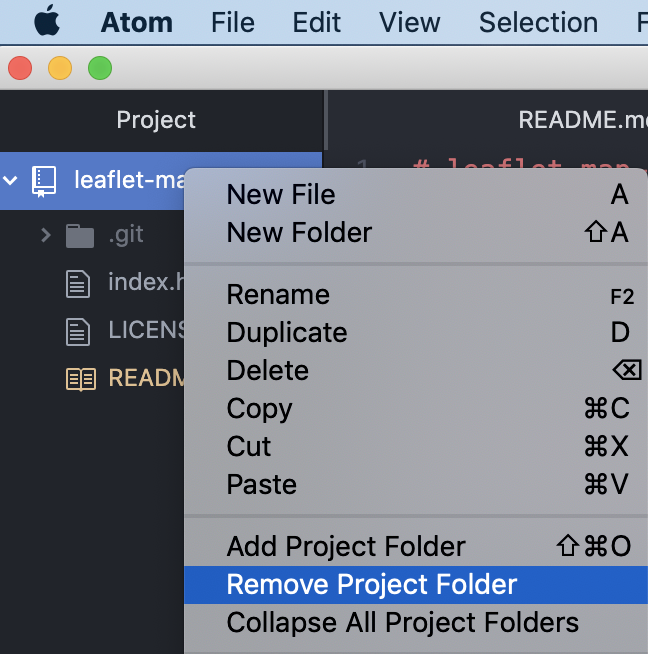 Atom File Edit View Selection
Project
README.m
leaflet-ma
1 # leaflet-map
.git
index.h
LICENS
READM
New File A
New Folder ⇧A
Rename F2
Duplicate D
Delete ⌫
Copy ⌘C
Cut ⌘X
Paste ⌘V
Add Project Folder ⇧⌘O
Remove Project Folder
Collapse All Project Folders